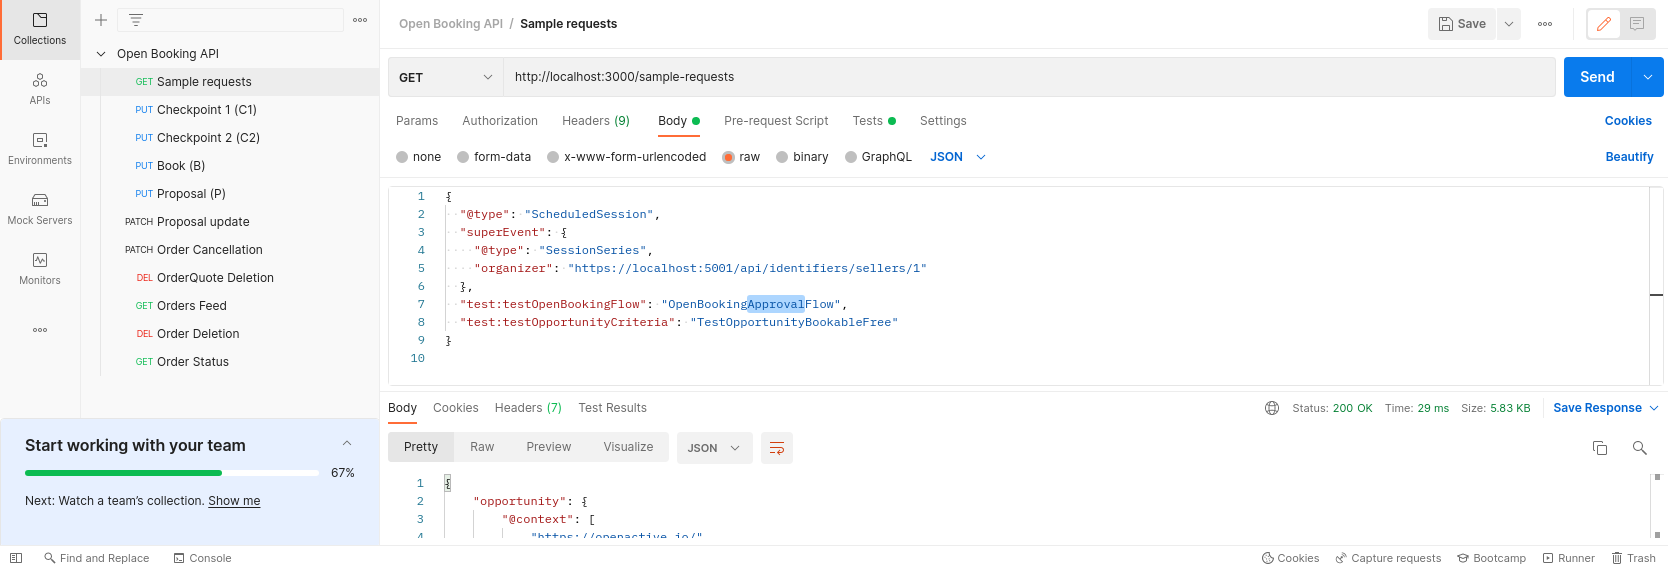 Collections
APIs
Environments
Mock Servers
Monitors
Open Booking API
GET Sample requests
PUT Checkpoint 1 (C1)
PUT Checkpoint 2 (C2)
PUT Book (B)
PUT Proposal (P)
PATCH Proposal update
PATCH Order Cancellation
DEL OrderQuote Deletion
GET Orders Feed
DEL Order Deletion
GET Order Status
Start working with your team
67%
Next: Watch a team's collection. Show me
Open Booking API / Sample requests
Save
GET http://localhost:3000/sample-requests Send
Params Authorization Headers (9) Body Pre-request Script Tests Settings Cookies
none form-data x-www-form-urlencoded raw binary GraphQL JSON Beautify
1 {
2 "@type": "ScheduledSession",
3 "superEvent": {
4 "@type": "SessionSeries",
5 "organizer": "https://localhost:5001/api/identifiers/sellers/1"
6 },
7 "test:testOpenBookingFlow": "OpenBookingApprovalFlow",
8 "test:testOpportunityCriteria": "TestOpportunityBookableFree"
9 }
10
Body Cookies Headers (7) Test Results Status: 200 OK Time: 29 ms Size: 5.83 KB Save Response
Pretty Raw Preview Visualize JSON
1 {
2 "opportunity": {
3 "@context": [
4 "https://openactive.io/"
Find and Replace Console Cookies Capture requests Bootcamp Runner Trash